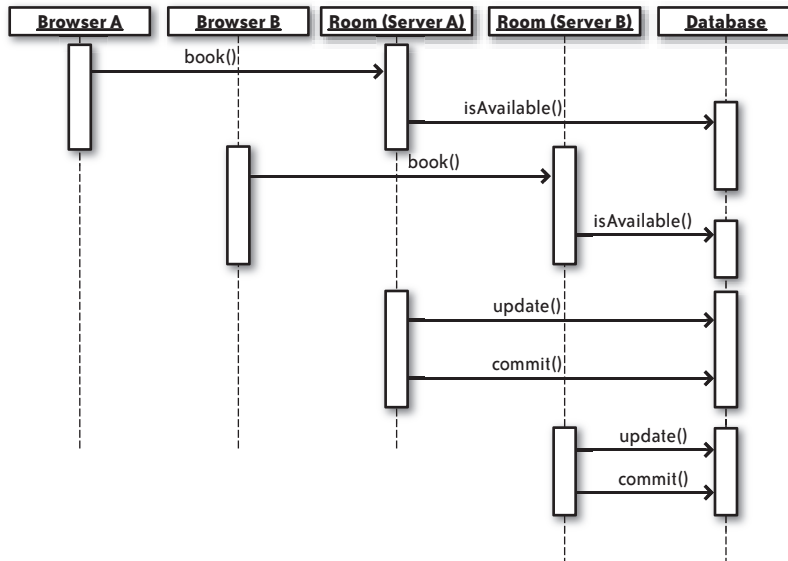 Browser A
Browser B
Room (Server A)
Room (Server B)
Database
book()
isAvailable()
book()
isAvailable()
update()
commit()
update()
commit()